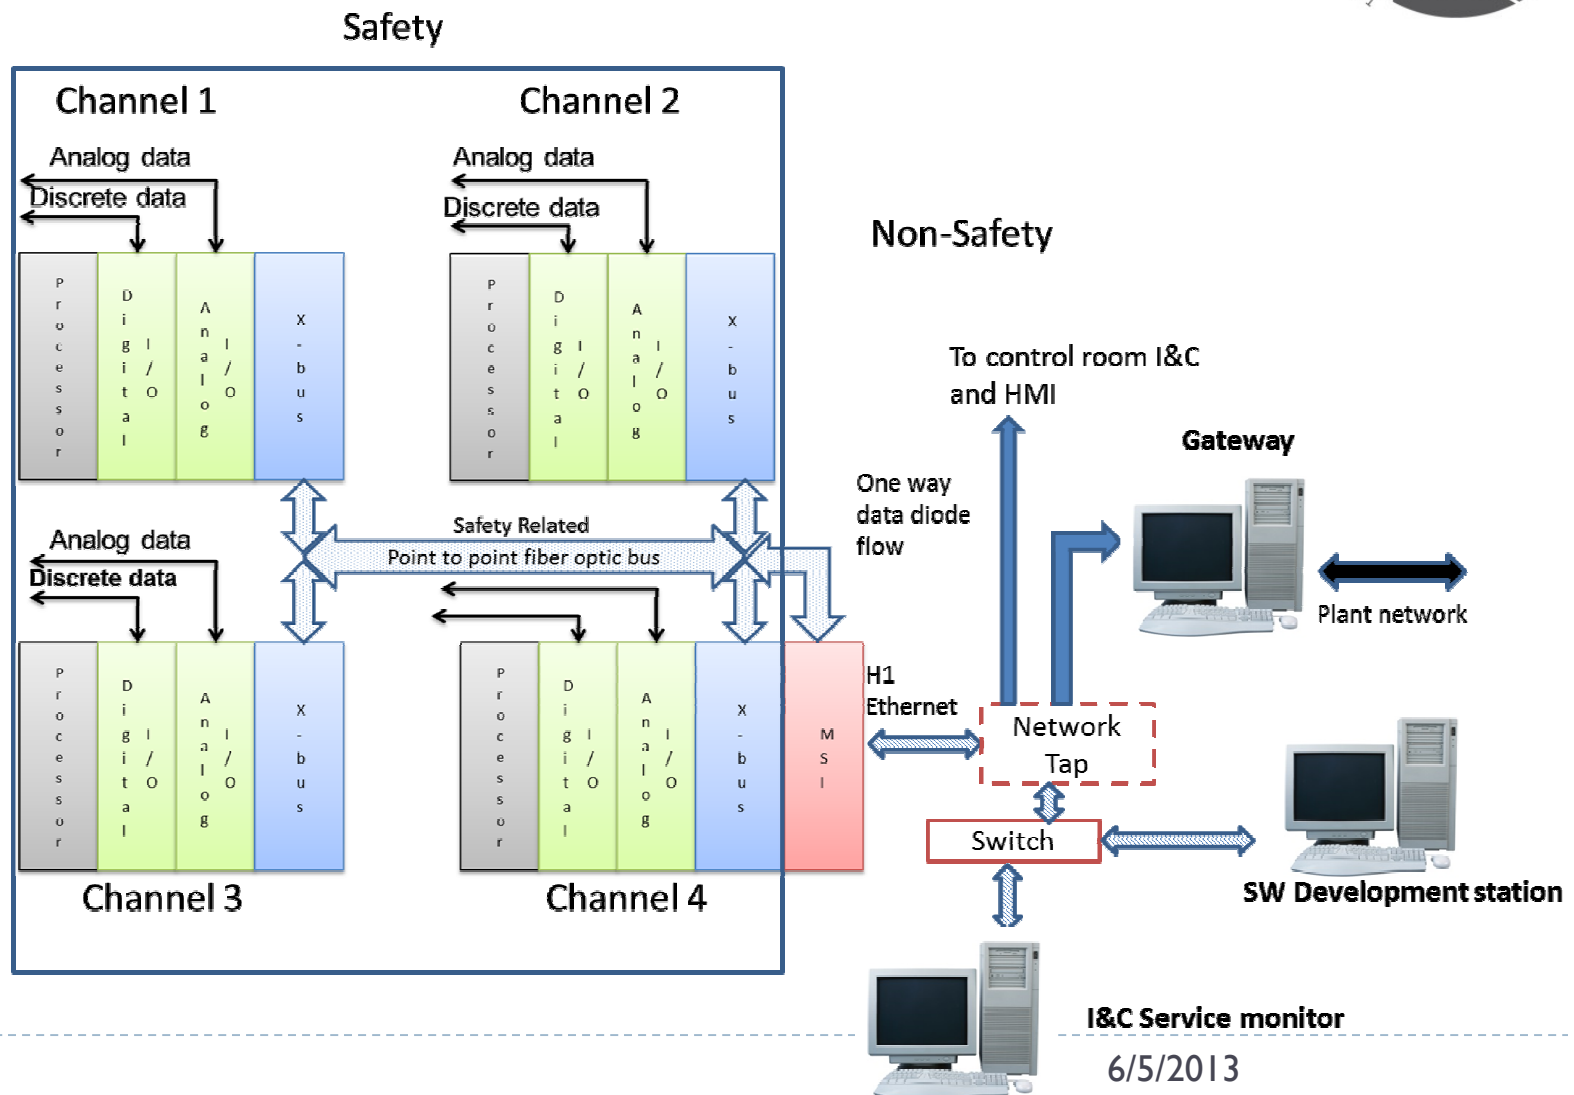 Safety
Channel 1
Channel 2
Analog data
Discrete data
Analog data
Discrete data
Non-Safety
Processor
Digital I/O
Analog I/O
X-bus
Processor
Digital I/O
Analog I/O
X-bus
To control room I&C
and HMI
Gateway
One way
data diode
flow
Safety Related
Point to point fiber optic bus
Analog data
Discrete data
Plant network
Processor
Digital I/O
Analog I/O
X-bus
Processor
Digital I/O
Analog I/O
X-bus
MSI
H1
Ethernet
Network
Tap
Switch
Channel 3
Channel 4
SW Development station
I&C Service monitor
6/5/2013